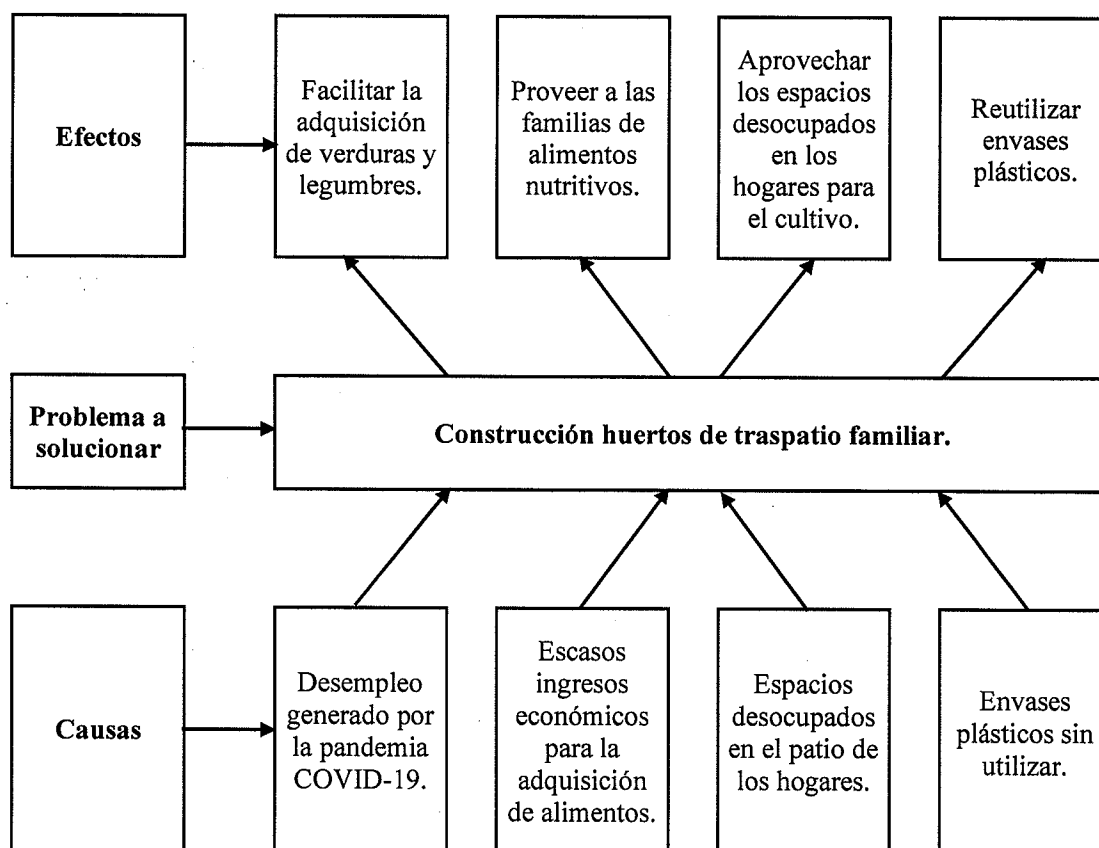 Efectos
Facilitar la
adquisición
de verduras y
legumbres.
Proveer a las
familias de
alimentos
nutritivos.
Aprovechar
los espacios
desocupados
en los
hogares para
el cultivo.
Reutilizar
envases
plásticos.
Problema a
solucionar
Construcción huertos de traspatio familiar.
Causas
Desempleo
generado por
la pandemia
COVID-19.
Escasos
ingresos
económicos
para la
adquisición
de alimentos.
Espacios
desocupados
en el patio de
los hogares.
Envases
plásticos sin
utilizar.